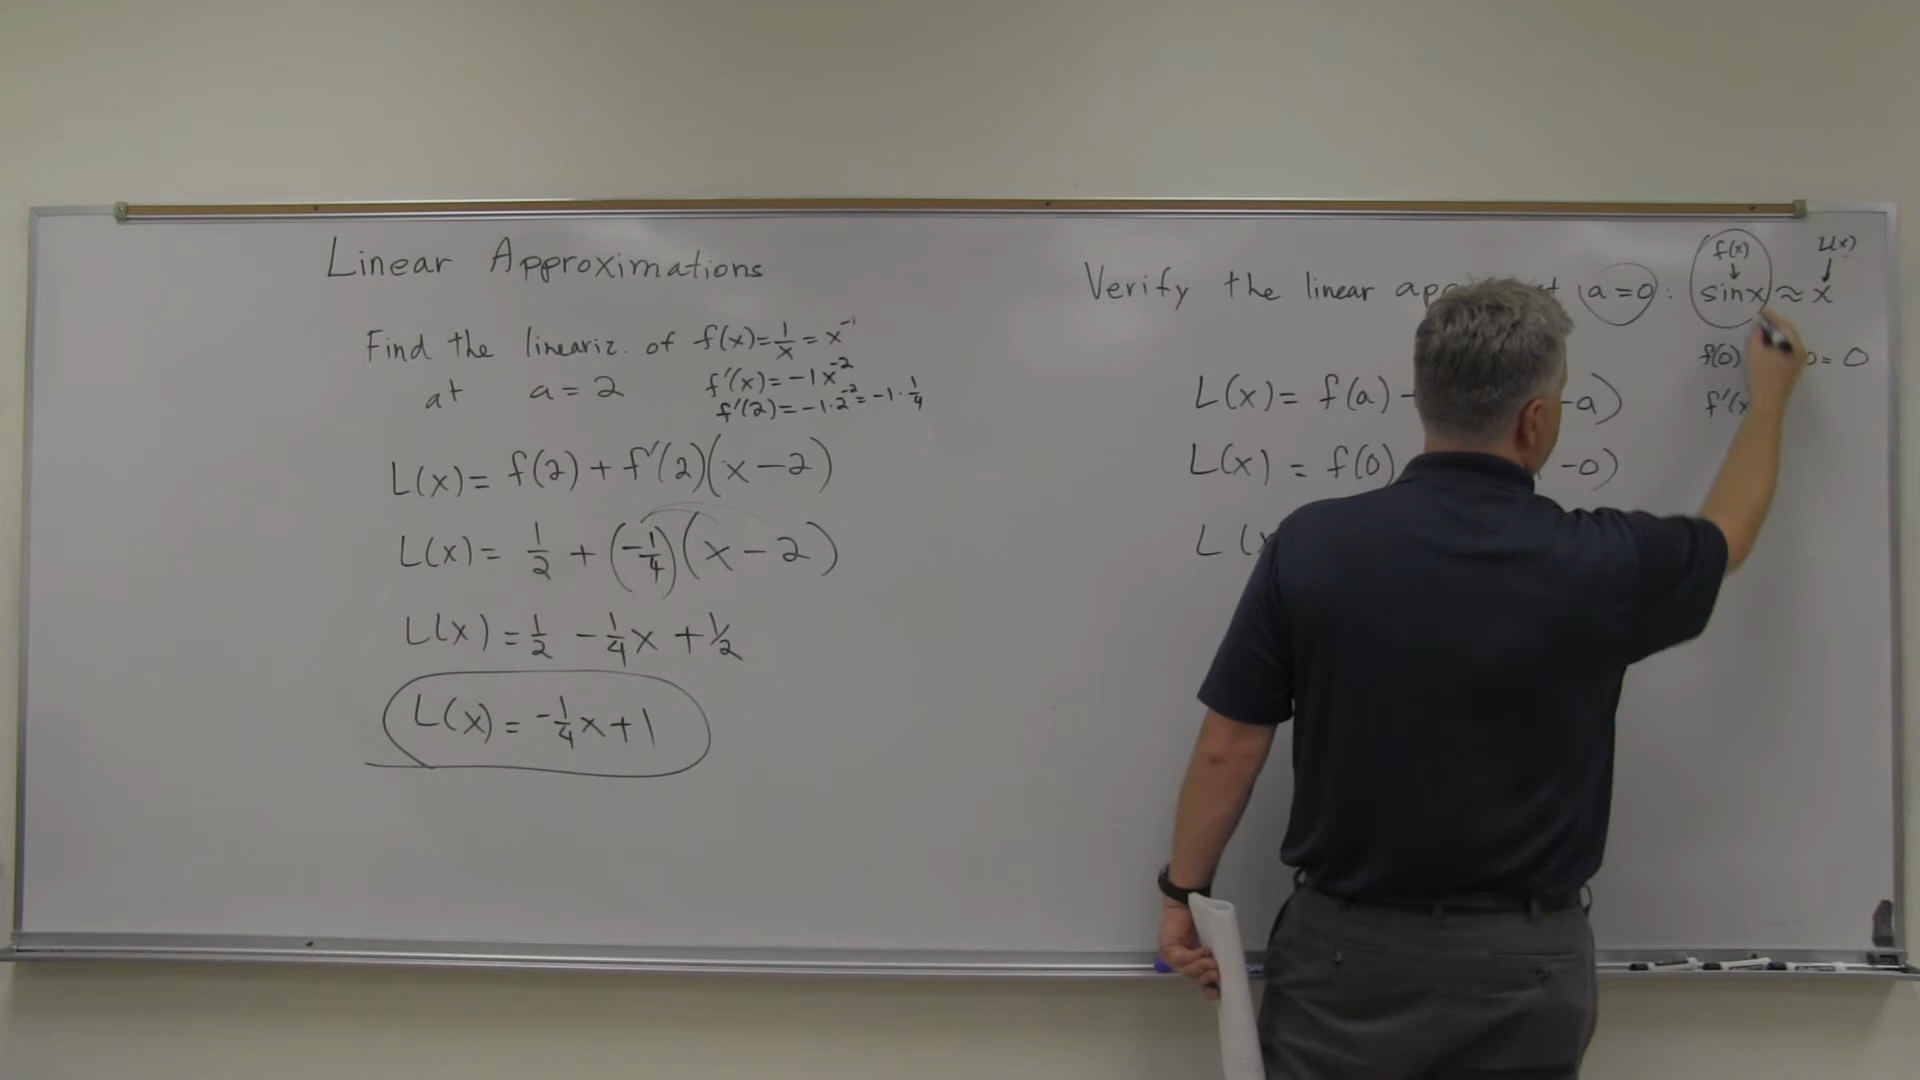 Linear Approximations
Find the lineariz. of f(x)=1/x = x⁻¹
at a=2
f'(x)=-1x⁻²
f'(2)=-1·2⁻²=-1·1/4
L(x)= f(2)+f'(2)(x-2)
L(x)= 1/2 + (-1/4)(x-2)
L(x)=1/2 -1/4x +1/2
L(x)=-1/4x+1
f(x) L(x)
↓ ↓
Verify the linear a=0: sinx≈x
f(0) = 0
f'(x
L(x)= f(a) -a)
L(x) = f(0) -0)
L(x